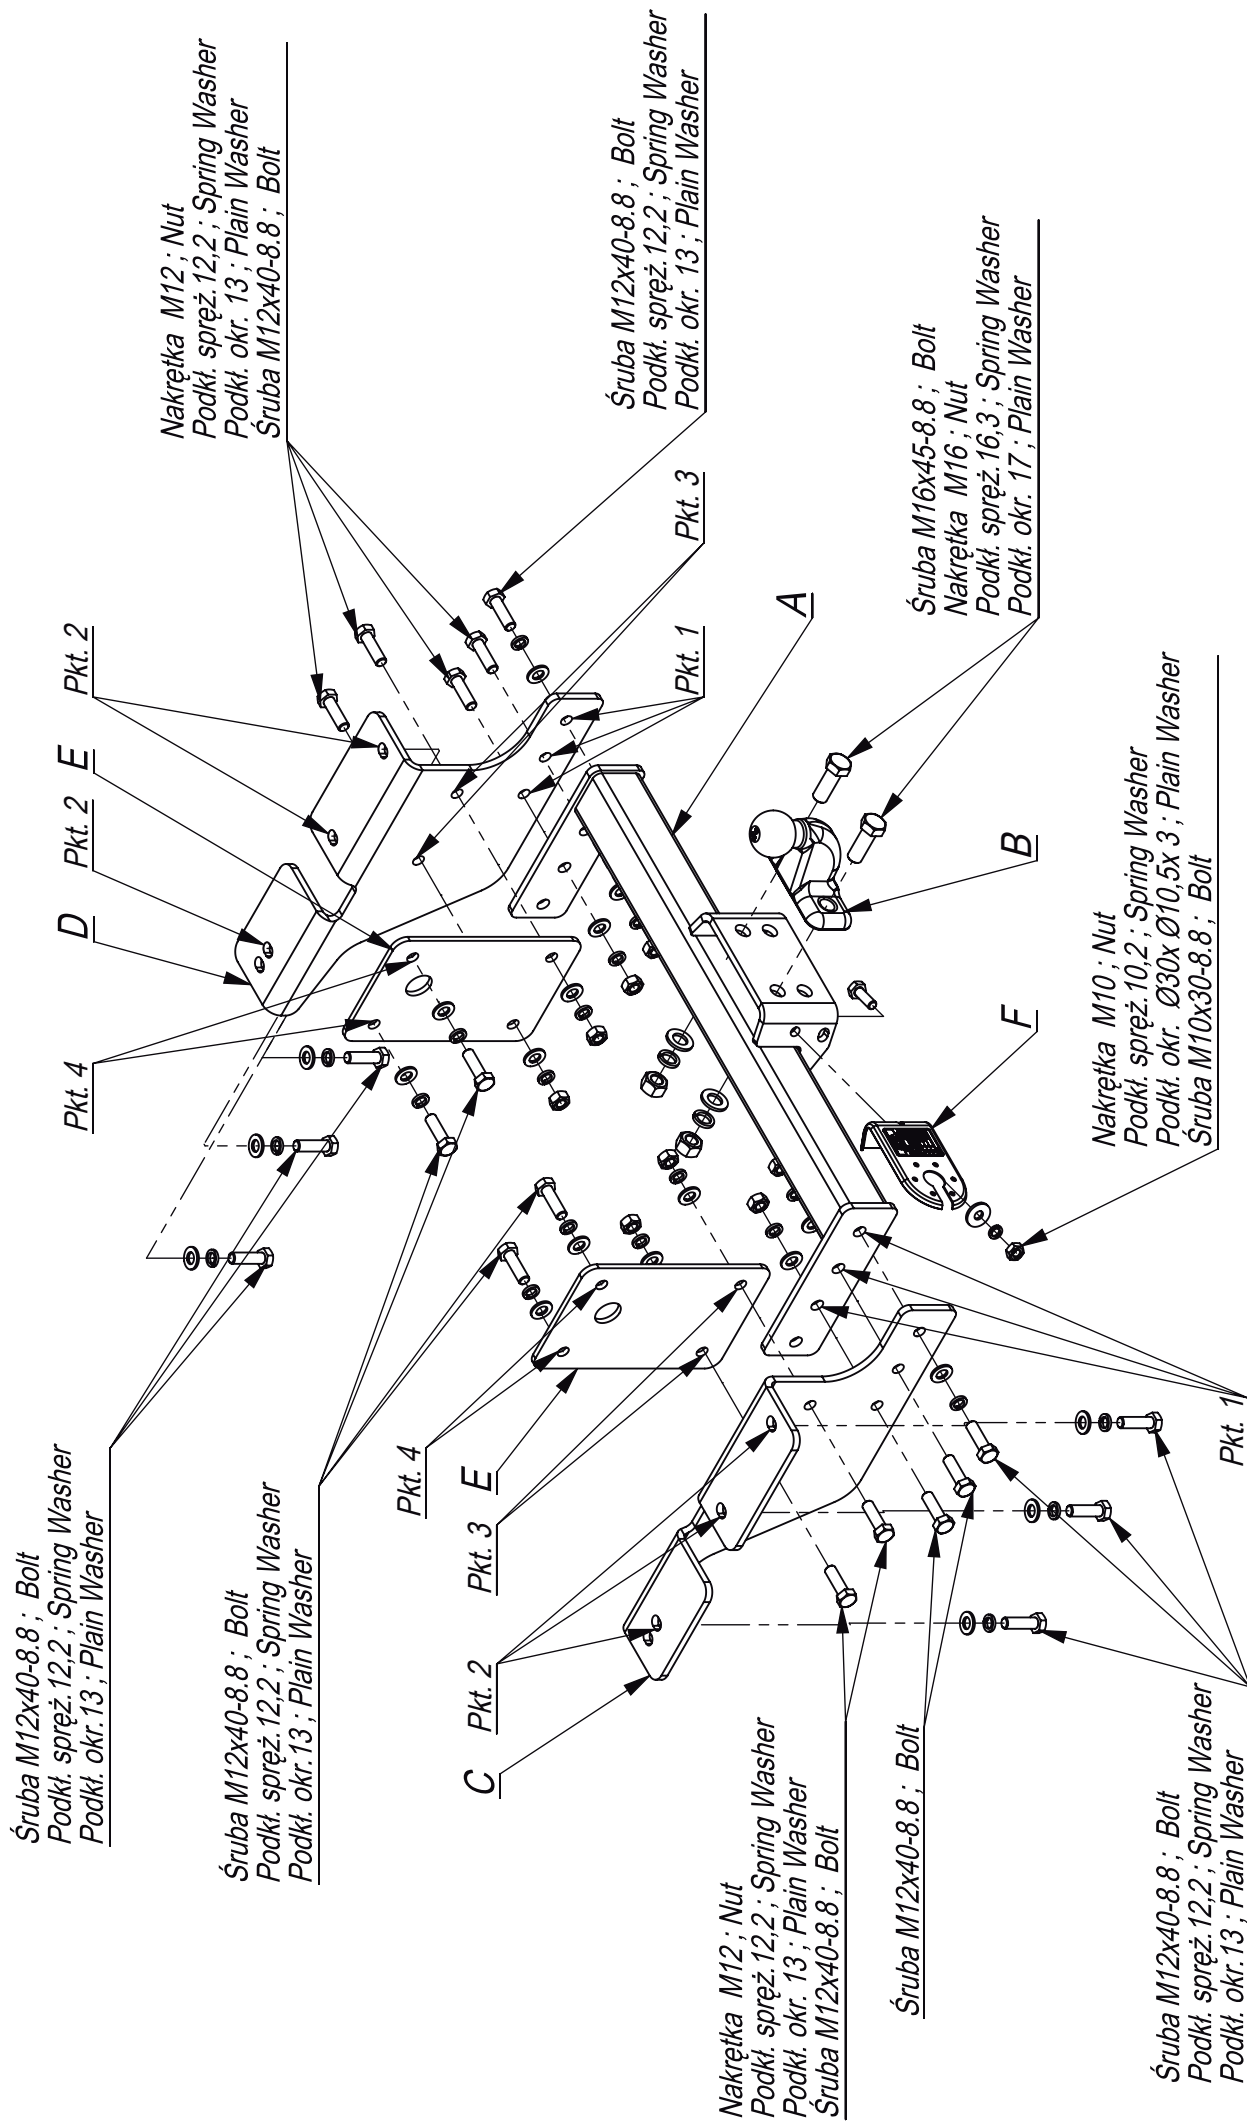 Śruba M12x40-8.8 ; Bolt
Podkł. spręż.12,2 ; Spring Washer
Podkł. okr.13 ; Plain Washer
Pkt. 4
D
Pkt. 2
E
Pkt. 2
Nakrętka M12 ; Nut
Podkł. spręż.12,2 ; Spring Washer
Podkł. okr. 13 ; Plain Washer
Śruba M12x40-8.8 ; Bolt
Śruba M12x40-8.8 ; Bolt
Podkł. spręż.12,2 ; Spring Washer
Podkł. okr.13 ; Plain Washer
Pkt. 4
C
Pkt. 2
Pkt. 3
E
Śruba M12x40-8.8 ; Bolt
Podkł. spręż.12,2 ; Spring Washer
Podkł. okr. 13 ; Plain Washer
Pkt. 1
Pkt. 3
Nakrętka M12 ; Nut
Podkł. spręż.12,2 ; Spring Washer
Podkł. okr. 13 ; Plain Washer
Śruba M12x40-8.8 ; Bolt
A
Śruba M12x40-8.8 ; Bolt
Śruba M16x45-8.8 ; Bolt
Nakrętka M16 ; Nut
Podkł. spręż.16,3 ; Spring Washer
Podkł. okr. 17 ; Plain Washer
F
B
Nakrętka M10 ; Nut
Podkł. spręż.10,2 ; Spring Washer
Podkł. okr. Ø30x Ø10,5x 3 ; Plain Washer
Śruba M10x30-8.8 ; Bolt
Śruba M12x40-8.8 ; Bolt
Podkł. spręż.12,2 ; Spring Washer
Podkł. okr.13 ; Plain Washer
Pkt. 1